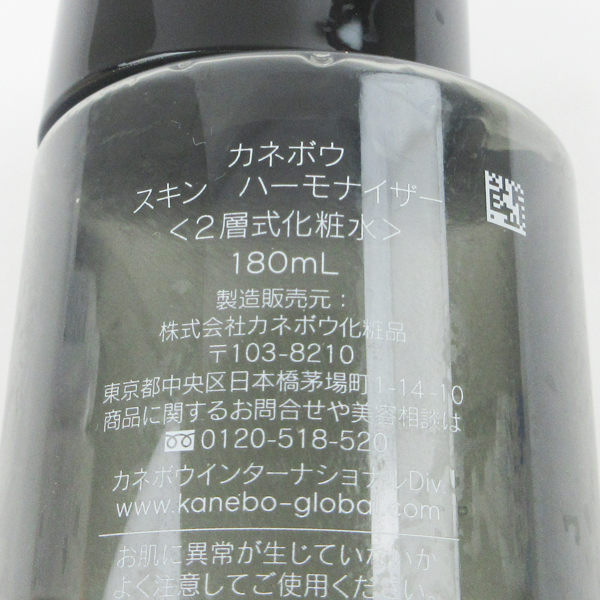 カネボウ
スキン ハーモナイザー
<2層式化粧水>
180mL
製造販売元：
株式会社カネボウ化粧品
〒103-8210
東京都中央区日本橋茅場町1-14-10
商品に関するお問合せや美容相談は
0120-518-520
カネボウインターナショナルDiv.
www.kanebo-global.com
お肌に異常が生じていないか
よく注意してご使用ください。